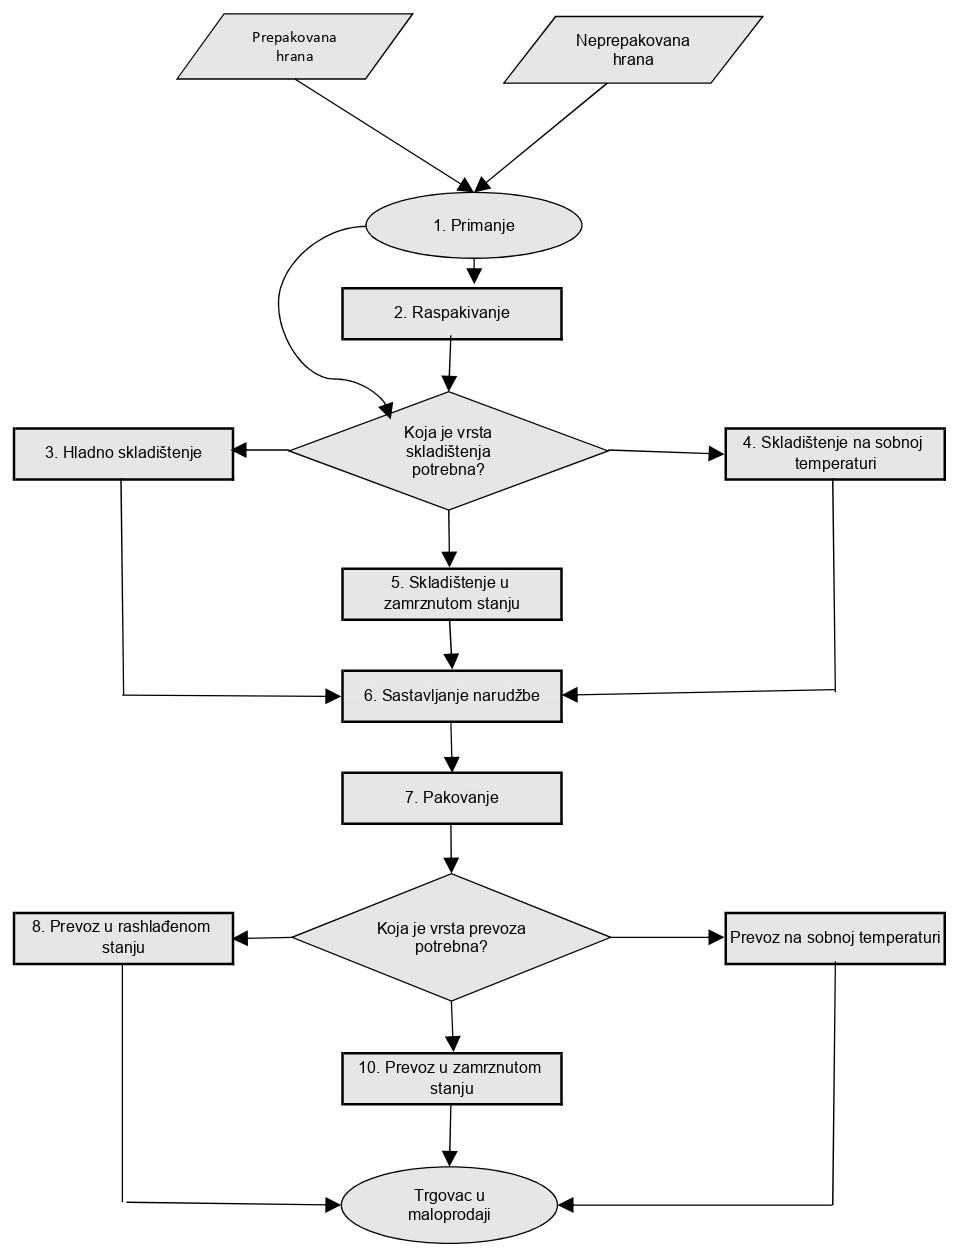 Prepakovana
hrana
Neprepakovana
hrana
1. Primanje
2. Raspakivanje
Koja je vrsta
skladištenja
potrebna?
3. Hladno skladištenje
4. Skladištenje na sobnoj
temperaturi
5. Skladištenje u
zamrznutom stanju
6. Sastavljanje narudžbe
7. Pakovanje
Koja je vrsta prevoza
potrebna?
8. Prevoz u rashlađenom
stanju
Prevoz na sobnoj temperaturi
10. Prevoz u zamrznutom
stanju
Trgovac u
maloprodaji